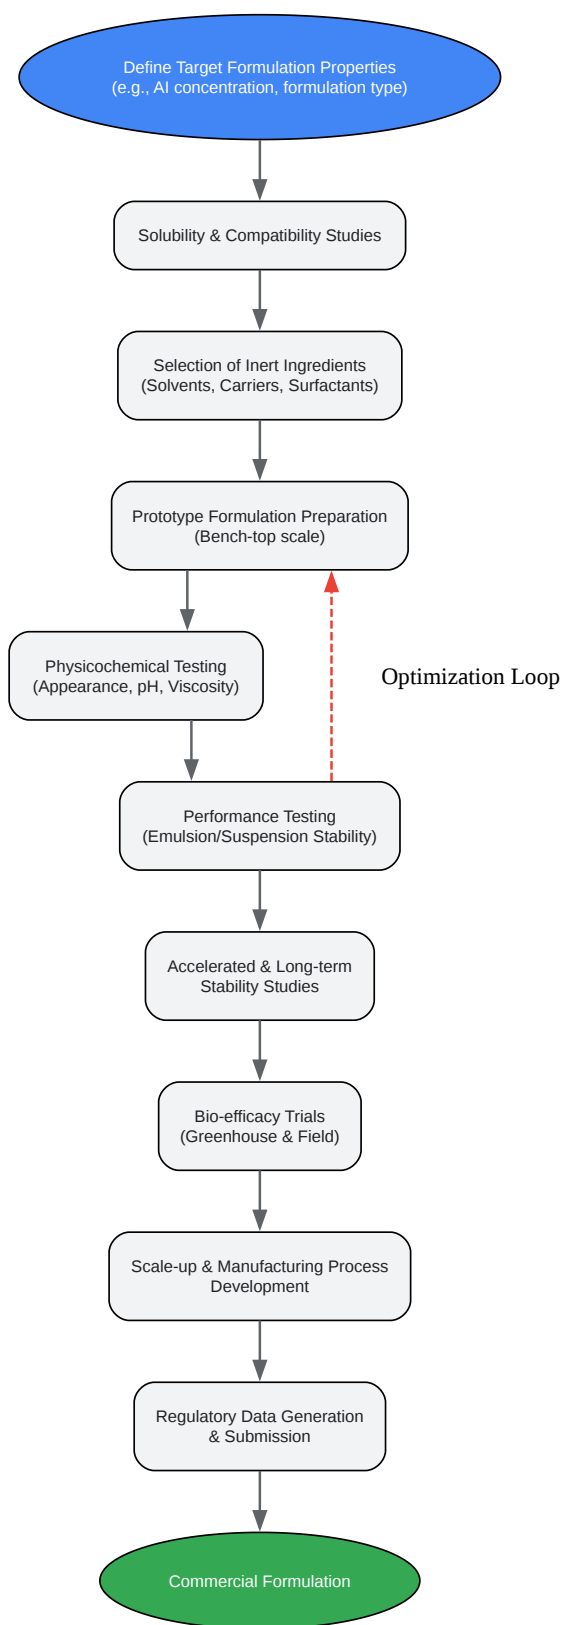 Define Target Formulation Properties
(e.g., AI concentration, formulation type)
Solubility & Compatibility Studies
Selection of Inert Ingredients
(Solvents, Carriers, Surfactants)
Prototype Formulation Preparation
(Bench-top scale)
Physicochemical Testing
(Appearance, pH, Viscosity)
Optimization Loop
Performance Testing
(Emulsion/Suspension Stability)
Accelerated & Long-term
Stability Studies
Bio-efficacy Trials
(Greenhouse & Field)
Scale-up & Manufacturing Process
Development
Regulatory Data Generation
& Submission
Commercial Formulation